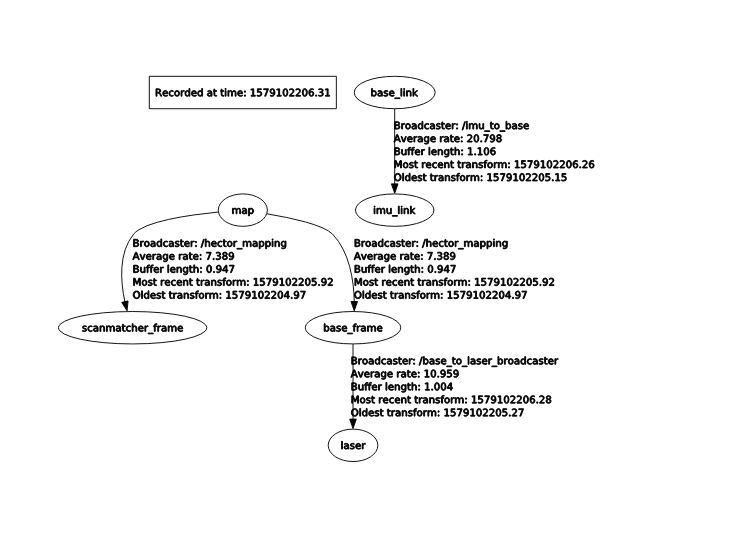 Recorded at time: 1579102206.31
base_link
Broadcaster: /imu_to_base
Average rate: 20.798
Buffer length: 1.106
Most recent transform: 1579102206.26
Oldest transform: 1579102205.15
map
imu_link
Broadcaster: /hector_mapping
Average rate: 7.389
Buffer length: 0.947
Most recent transform: 1579102205.92
Oldest transform: 1579102204.97
Broadcaster: /hector_mapping
Average rate: 7.389
Buffer length: 0.947
Most recent transform: 1579102205.92
Oldest transform: 1579102204.97
scanmatcher_frame
base_frame
Broadcaster: /base_to_laser_broadcaster
Average rate: 10.959
Buffer length: 1.004
Most recent transform: 1579102206.28
Oldest transform: 1579102205.27
laser